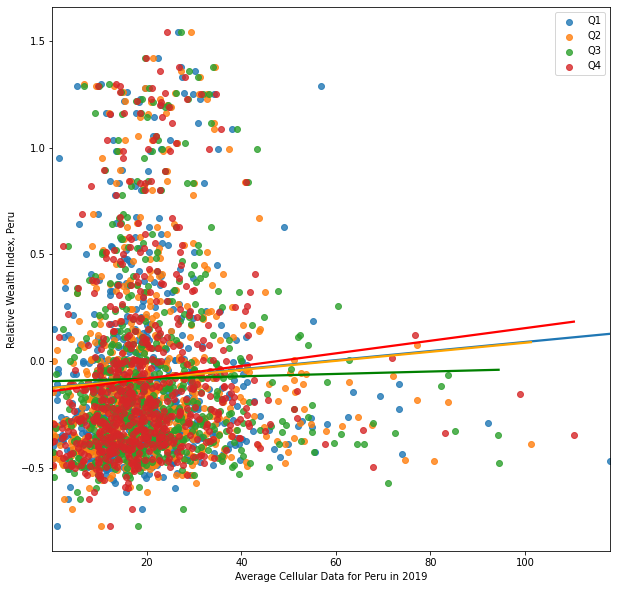 Q1
Q2
Q3
Q4
1.5
1.0
0.5
0.0
−0.5
Relative Wealth Index, Peru
20 40 60 80 100
Average Cellular Data for Peru in 2019